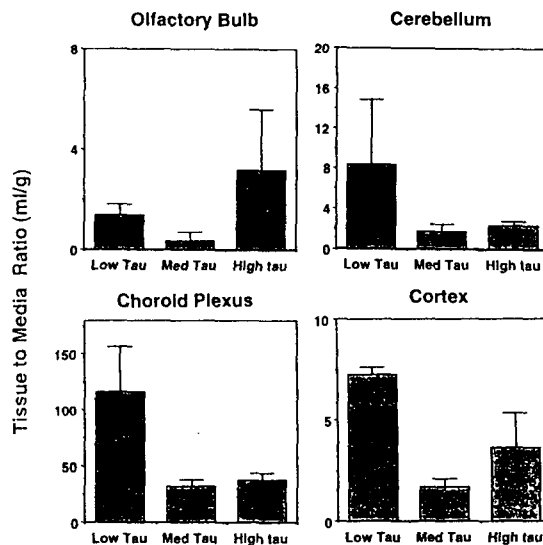 Olfactory Bulb
Cerebellum
Tissue to Media Ratio (ml/g)
8
4
0
Low Tau Med Tau High tau
20
16
12
8
4
0
Low Tau Med Tau High tau
Choroid Plexus
Cortex
150
100
50
0
Low Tau Med Tau High tau
10
5
0
Low Tau Med Tau High tau